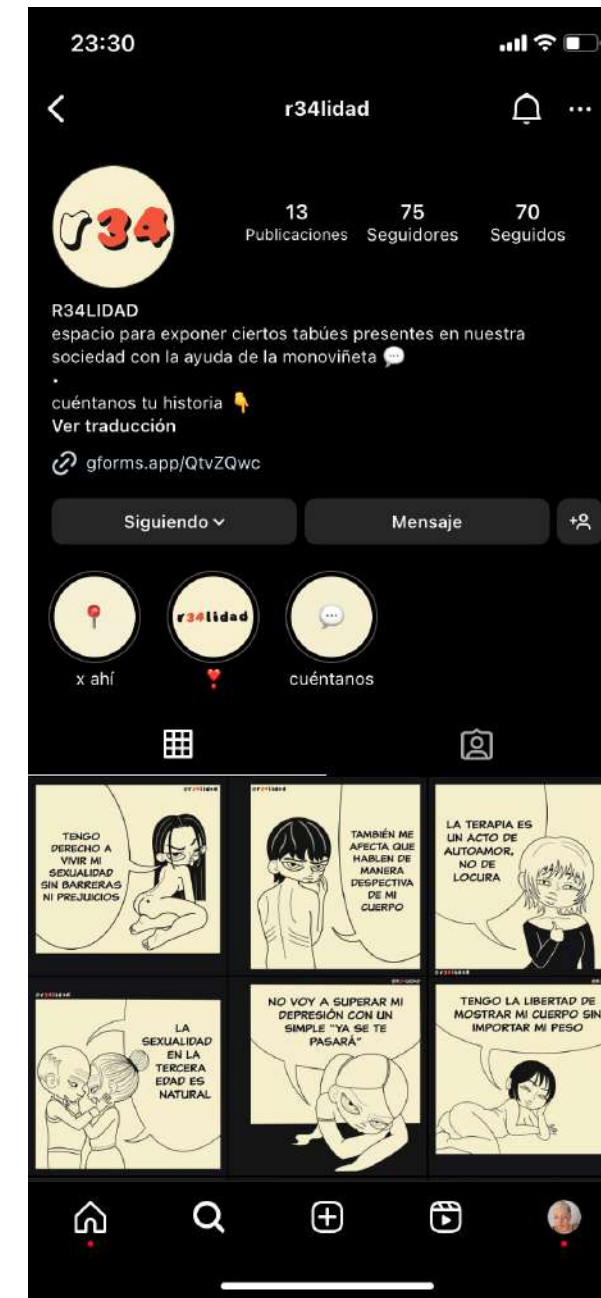 23:30
r34lidad
r34
13
Publicaciones
75
Seguidores
70
Seguidos
R34LIDAD
espacio para exponer ciertos tabúes presentes en nuestra
sociedad con la ayuda de la monoviñeta 💬
.
cuéntanos tu historia 👇
Ver traducción
gforms.app/QtvZQwc
Siguiendo
Mensaje
r34lidad
x ahí
cuéntanos
TENGO
DERECHO A
VIVIR MI
SEXUALIDAD
SIN BARRERAS
NI PREJUICIOS
TAMBIÉN ME
AFECTA QUE
HABLEN DE
MANERA
DESPECTIVA
DE MI
CUERPO
LA TERAPIA ES
UN ACTO DE
AUTOAMOR,
NO DE
LOCURA
LA
SEXUALIDAD
EN LA
TERCERA
EDAD ES
NATURAL
NO VOY A SUPERAR MI
DEPRESIÓN CON UN
SIMPLE "YA SE TE
PASARÁ"
TENGO LA LIBERTAD DE
MOSTRAR MI CUERPO SIN
IMPORTAR MI PESO